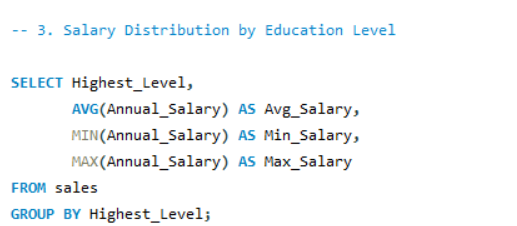 -- 3. Salary Distribution by Education Level
SELECT Highest_Level,
AVG(Annual_Salary) AS Avg_Salary,
MIN(Annual_Salary) AS Min_Salary,
MAX(Annual_Salary) AS Max_Salary
FROM sales
GROUP BY Highest_Level;